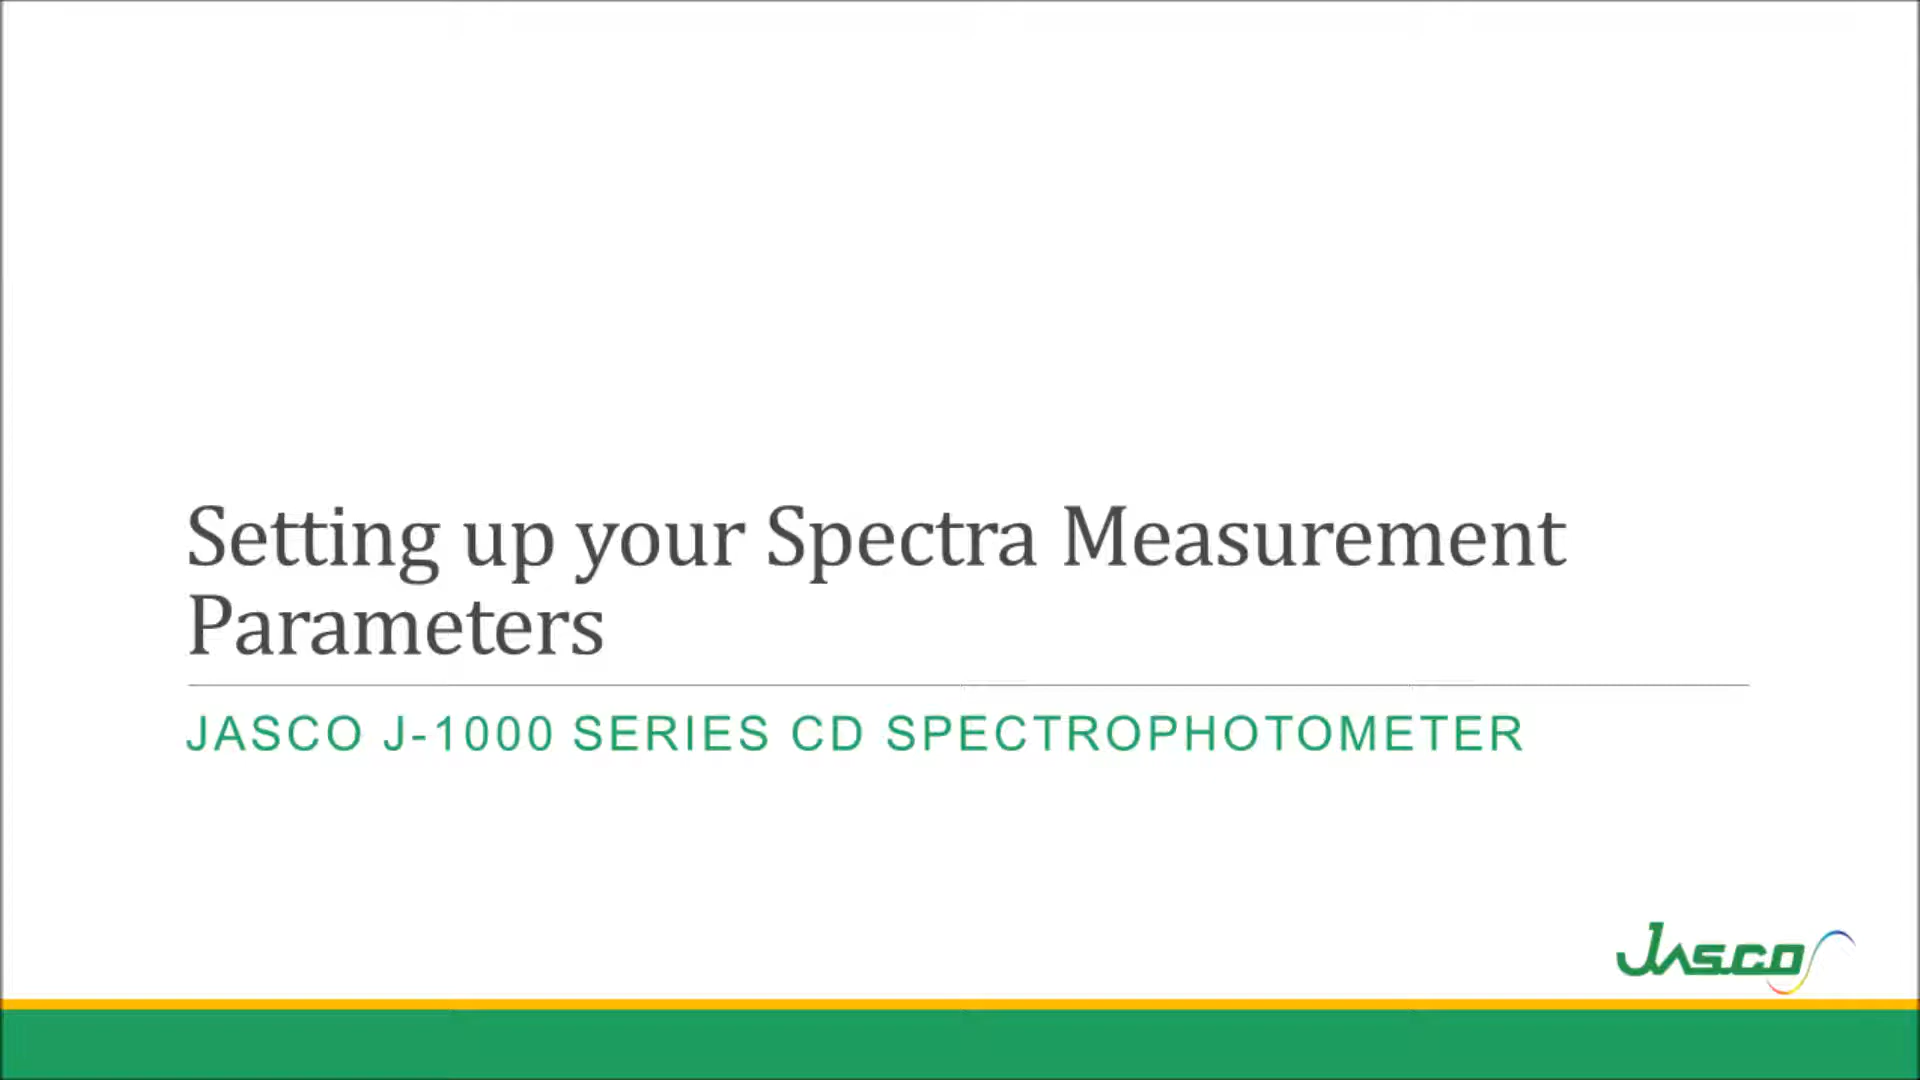 Setting up your Spectra Measurement
Parameters
JASCO J-1000 SERIES CD SPECTROPHOTOMETER
Jasco